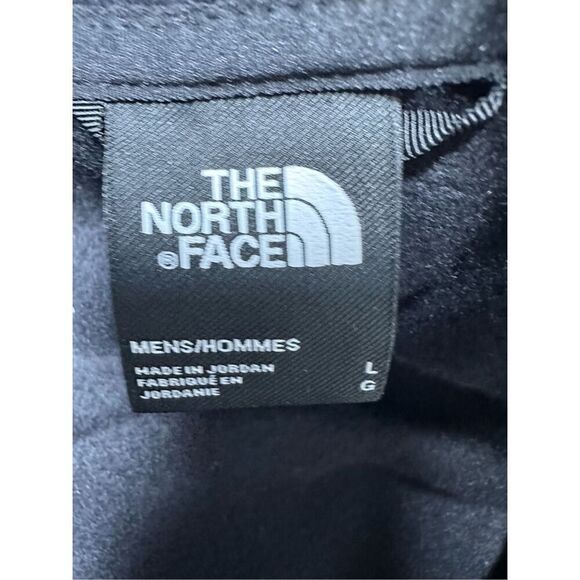 THE
NORTH
®FACE
MENS/HOMMES
MADE IN JORDAN
FABRIQUÉ EN
JORDANIE
L
G